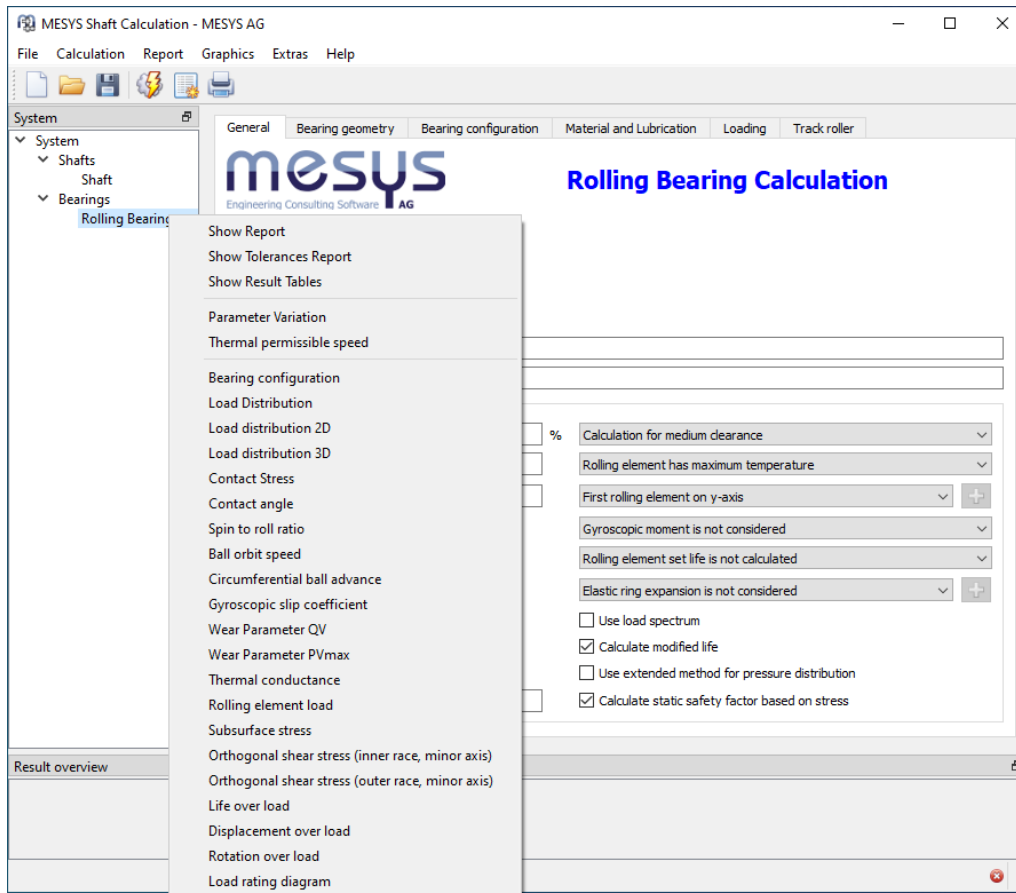 MESYS Shaft Calculation - MESYS AG
File Calculation Report Graphics Extras Help
System
System
Shafts
Shaft
Bearings
Rolling Bearing
General Bearing geometry Bearing configuration Material and Lubrication Loading Track roller
mesys
Engineering Consulting Software AG
Rolling Bearing Calculation
Show Report
Show Tolerances Report
Show Result Tables
Parameter Variation
Thermal permissible speed
Bearing configuration
Load Distribution
Load distribution 2D
Load distribution 3D
Contact Stress
Contact angle
Spin to roll ratio
Ball orbit speed
Circumferential ball advance
Gyroscopic slip coefficient
Wear Parameter QV
Wear Parameter PVmax
Thermal conductance
Rolling element load
Subsurface stress
Orthogonal shear stress (inner race, minor axis)
Orthogonal shear stress (outer race, minor axis)
Life over load
Displacement over load
Rotation over load
Load rating diagram
% Calculation for medium clearance
Rolling element has maximum temperature
First rolling element on y-axis
Gyroscopic moment is not considered
Rolling element set life is not calculated
Elastic ring expansion is not considered
Use load spectrum
Calculate modified life
Use extended method for pressure distribution
Calculate static safety factor based on stress
Result overview